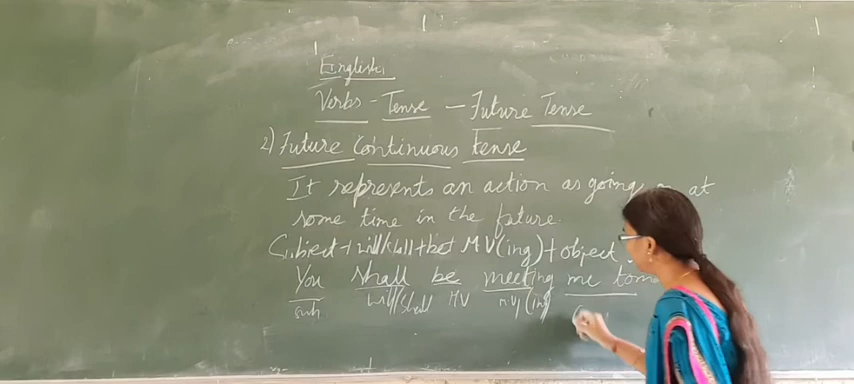 English
Verbs - Tense - Future Tense
2) Future Continuous Tense
It represents an action as going on at
some time in the future.
Subject + will/shall + be + MV(ing) + object
You shall be meeting me tom
sub will/shall MV M.V(ing)